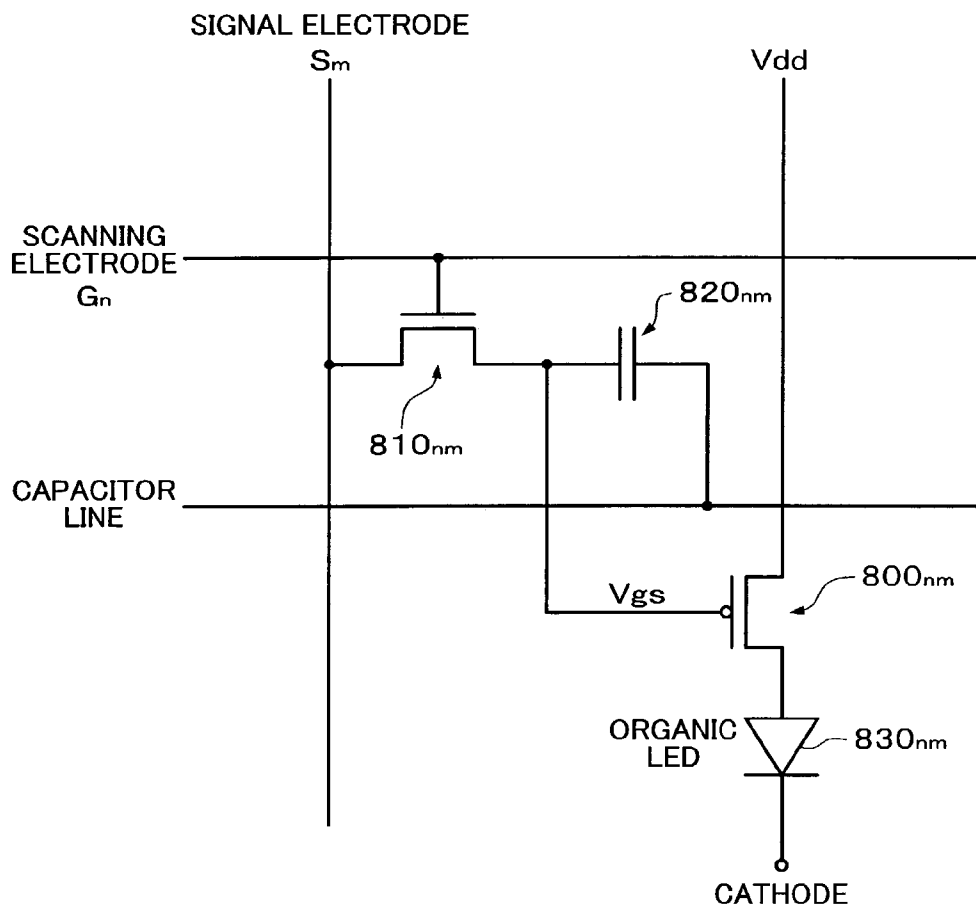 SIGNAL ELECTRODE
Sm
Vdd
SCANNING
ELECTRODE
Gn
820nm
810nm
CAPACITOR
LINE
Vgs
800nm
ORGANIC
LED
830nm
CATHODE